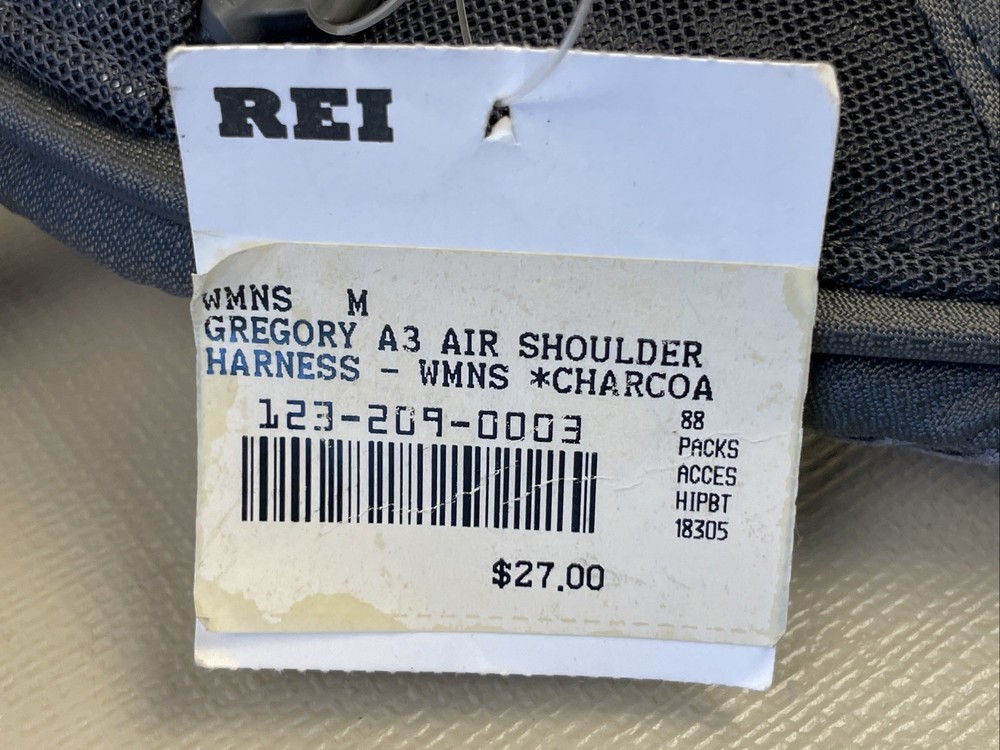 REI
WMNS M
GREGORY A3 AIR SHOULDER
HARNESS - WMNS *CHARCOA
123-209-0003
88
PACKS
ACCES
HIPBT
18305
$27.00